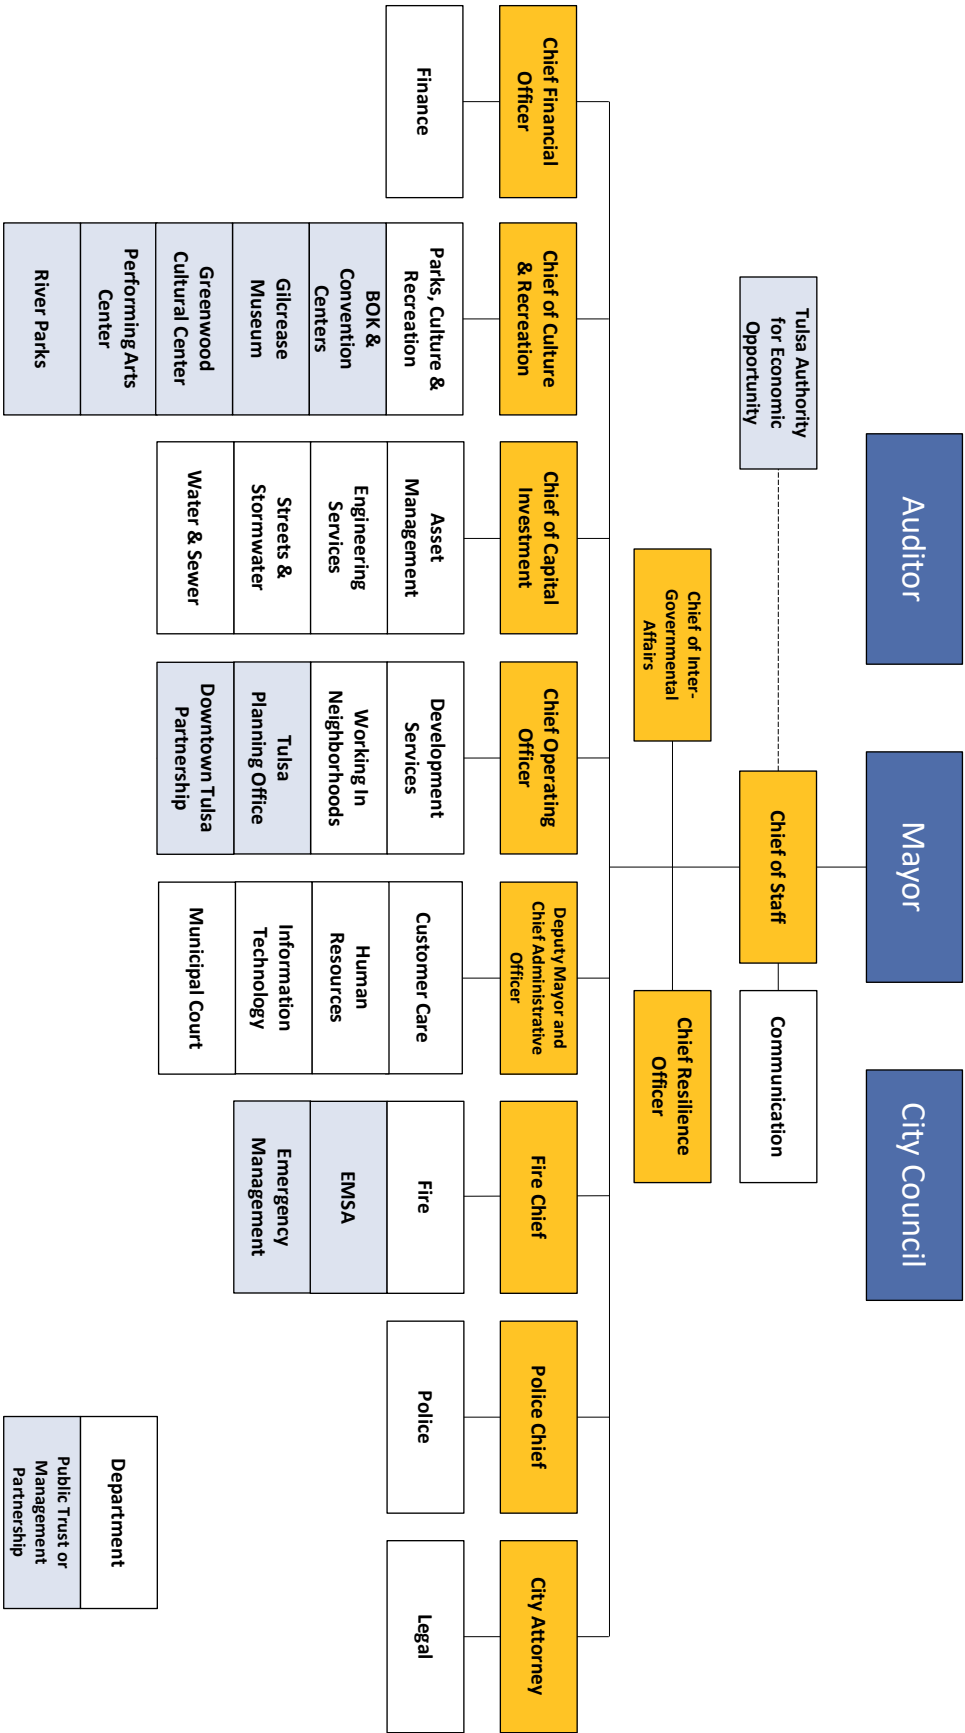 Auditor
Mayor
City Council
Tulsa Authority
for Economic
Opportunity
Chief of Staff
Communication
Chief of Inter-
Governmental
Affairs
Chief Resilience
Officer
Chief Financial
Officer
Finance
Chief of Culture
& Recreation
Parks, Culture &
Recreation
BOK &
Convention
Centers
Gilcrease
Museum
Greenwood
Cultural Center
Performing Arts
Center
River Parks
Chief of Capital
Investment
Asset
Management
Engineering
Services
Streets &
Stormwater
Water & Sewer
Chief Operating
Officer
Development
Services
Working In
Neighborhoods
Tulsa
Planning Office
Downtown Tulsa
Partnership
Deputy Mayor and
Chief Administrative
Officer
Customer Care
Human
Resources
Information
Technology
Municipal Court
Fire Chief
Fire
EMSA
Emergency
Management
Police Chief
Police
City Attorney
Legal
Department
Public Trust or
Management
Partnership